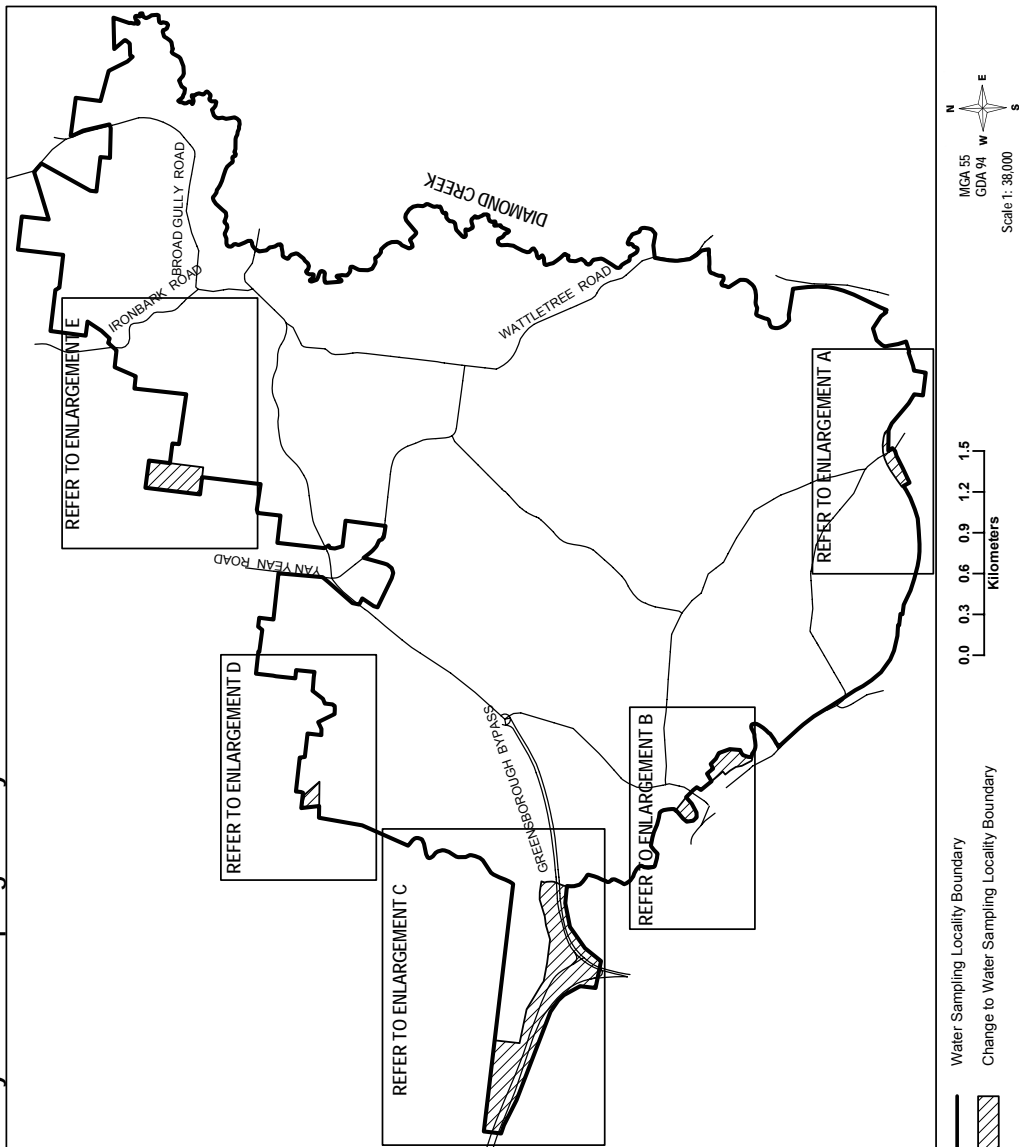 REFER TO ENLARGEMENT E
IRONBARK ROAD
BROAD GULLY ROAD
DIAMOND CREEK
YAN YEAN ROAD
REFER TO ENLARGEMENT D
WATTLETREE ROAD
GREENSBOROUGH BYPASS
REFER TO ENLARGEMENT C
REFER TO ENLARGEMENT B
REFER TO ENLARGEMENT A
Water Sampling Locality Boundary
Change to Water Sampling Locality Boundary
0.0 0.3 0.6 0.9 1.2 1.5
Kilometers
MGA 55
GDA 94
Scale 1: 38,000
N
W E
S